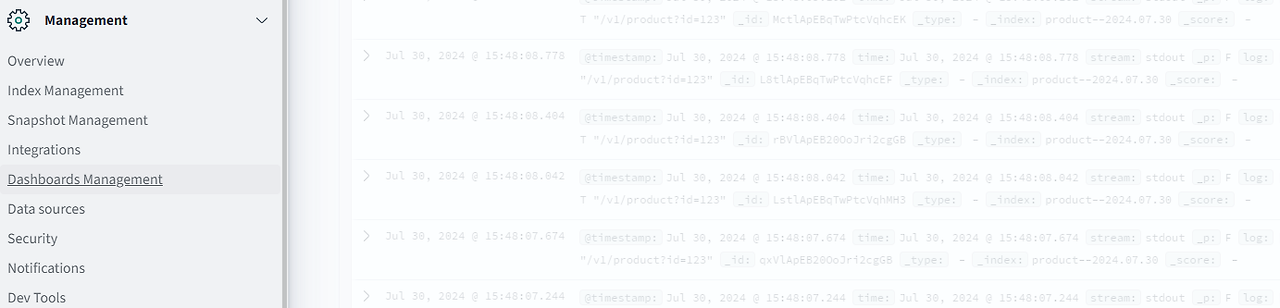 Management
Overview
Index Management
Snapshot Management
Integrations
Dashboards Management
Data sources
Security
Notifications
Dev Tools
T "/v1/product?id=123" _id: MctlApEBqTwPtcVqhcEK _type: - _index: product--2024.07.30 _score: -
Jul 30, 2024 @ 15:48:08.778 @timestamp: Jul 30, 2024 @ 15:48:08.778 time: Jul 30, 2024 @ 15:48:08.778 stream: stdout _p: F log:
"/v1/product?id=123" _id: L8tlApEBqTwPtcVqhcEF _type: - _index: product--2024.07.30 _score: -
Jul 30, 2024 @ 15:48:08.404 @timestamp: Jul 30, 2024 @ 15:48:08.404 time: Jul 30, 2024 @ 15:48:08.404 stream: stdout _p: F log:
T "/v1/product?id=123" _id: rBVlApEB20OoJri2cgGB _type: - _index: product--2024.07.30 _score: -
Jul 30, 2024 @ 15:48:08.042 @timestamp: Jul 30, 2024 @ 15:48:08.042 time: Jul 30, 2024 @ 15:48:08.042 stream: stdout _p: F log:
T "/v1/product?id=123" _id: LstlApEBqTwPtcVqhMH3 _type: - _index: product--2024.07.30 _score: -
Jul 30, 2024 @ 15:48:07.674 @timestamp: Jul 30, 2024 @ 15:48:07.674 time: Jul 30, 2024 @ 15:48:07.674 stream: stdout _p: F log:
"/v1/product?id=123" _id: qxVlApEB20OoJri2cgGB _type: - _index: product--2024.07.30 _score: -
Jul 30, 2024 @ 15:48:07.244 @timestamp: Jul 30, 2024 @ 15:48:07.244 time: Jul 30, 2024 @ 15:48:07.244 stream: stdout _p: F log: